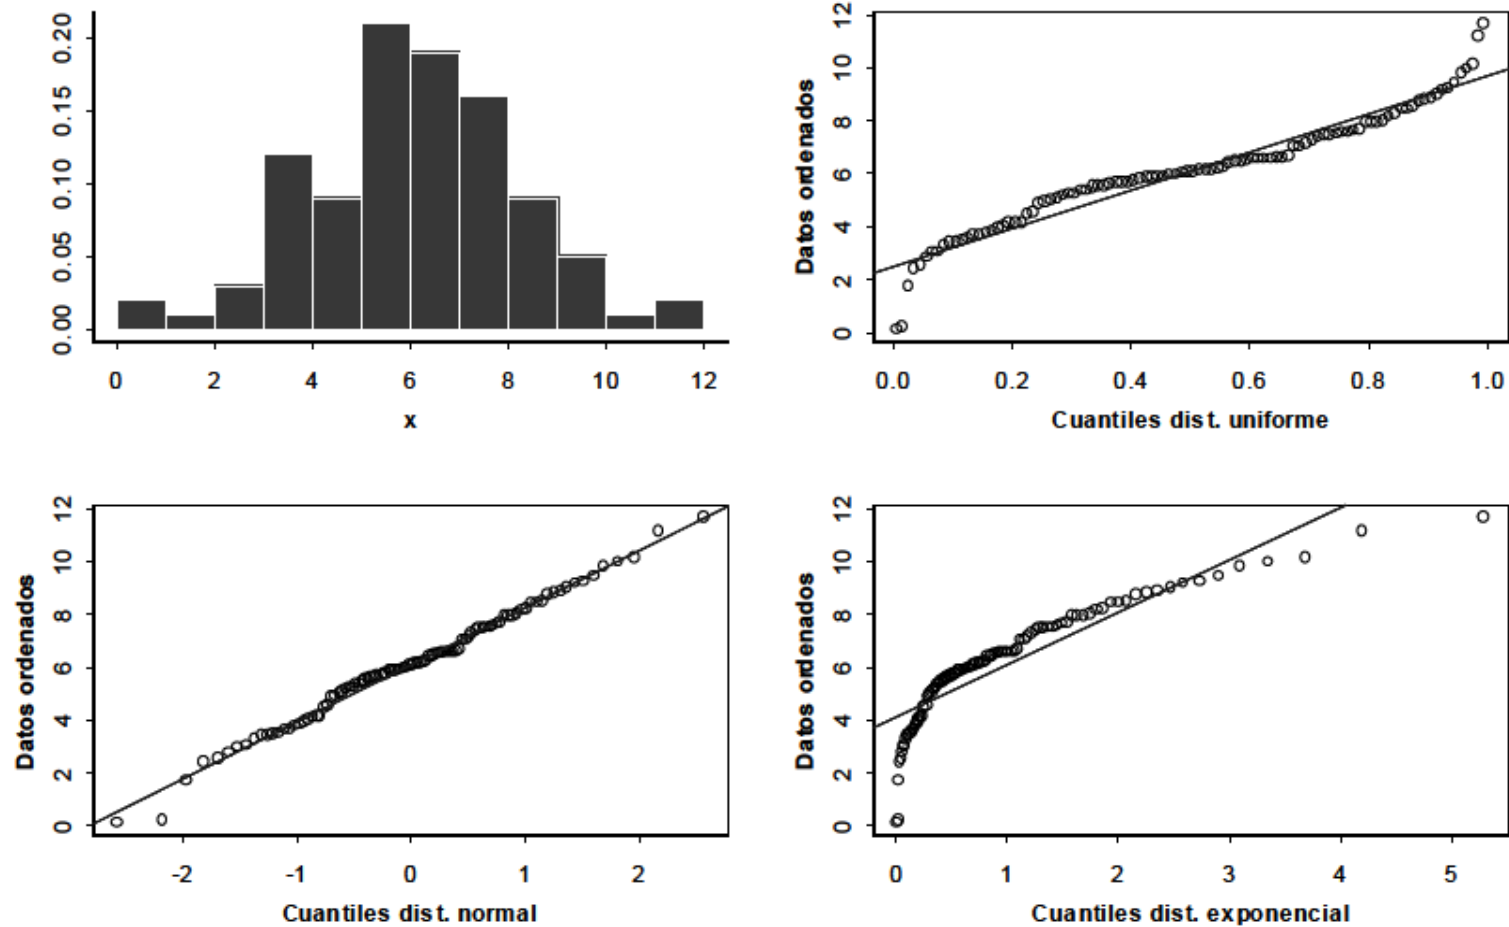 0.00 0.05 0.10 0.15 0.20
0 2 4 6 8 10 12
x
Datos ordenados
0 2 4 6 8 10 12
0.0 0.2 0.4 0.6 0.8 1.0
Cuantiles dist. uniforme
Datos ordenados
0 2 4 6 8 10 12
-2 -1 0 1 2
Cuantiles dist. normal
Datos ordenados
0 2 4 6 8 10 12
0 1 2 3 4 5
Cuantiles dist. exponencial